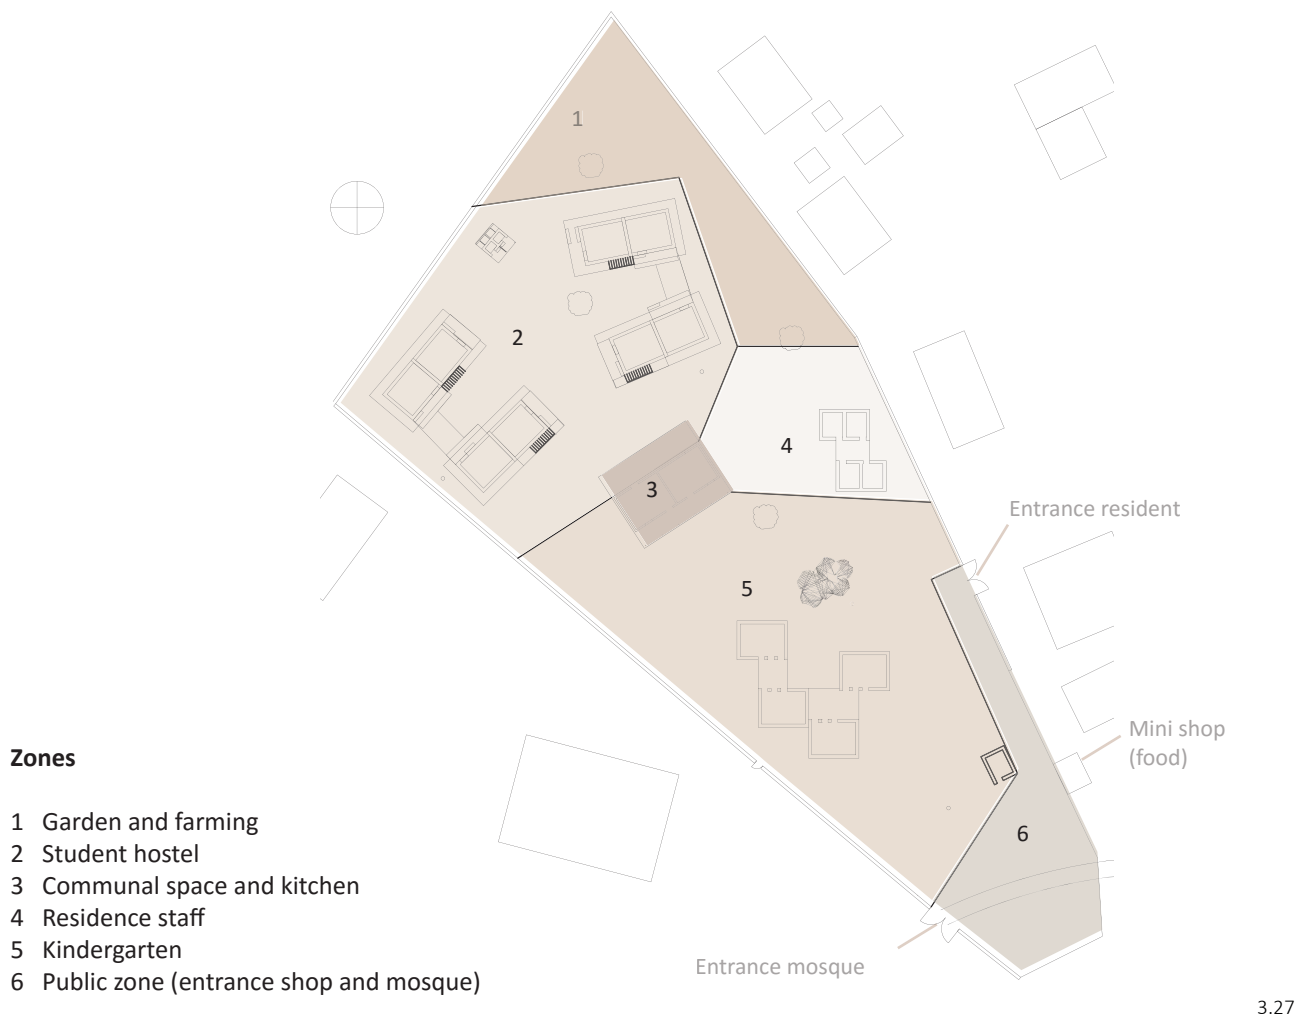 1
2
4
3
Entrance resident
5
Mini shop
(food)
6
Entrance mosque
Zones
1 Garden and farming
2 Student hostel
3 Communal space and kitchen
4 Residence staff
5 Kindergarten
6 Public zone (entrance shop and mosque)
3.27